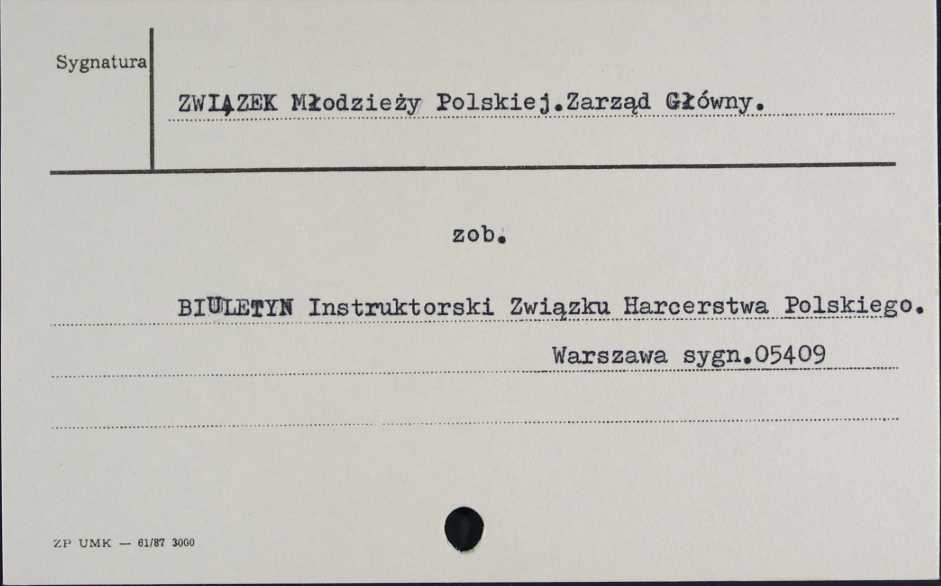 Sygnatura
ZWIĄZEK Młodzieży Polskiej.Zarząd Główny.
zob.
BIULETYN Instruktorski Związku Harcerstwa Polskiego.
Warszawa sygn.05409
ZP UMK — 61/87 3000